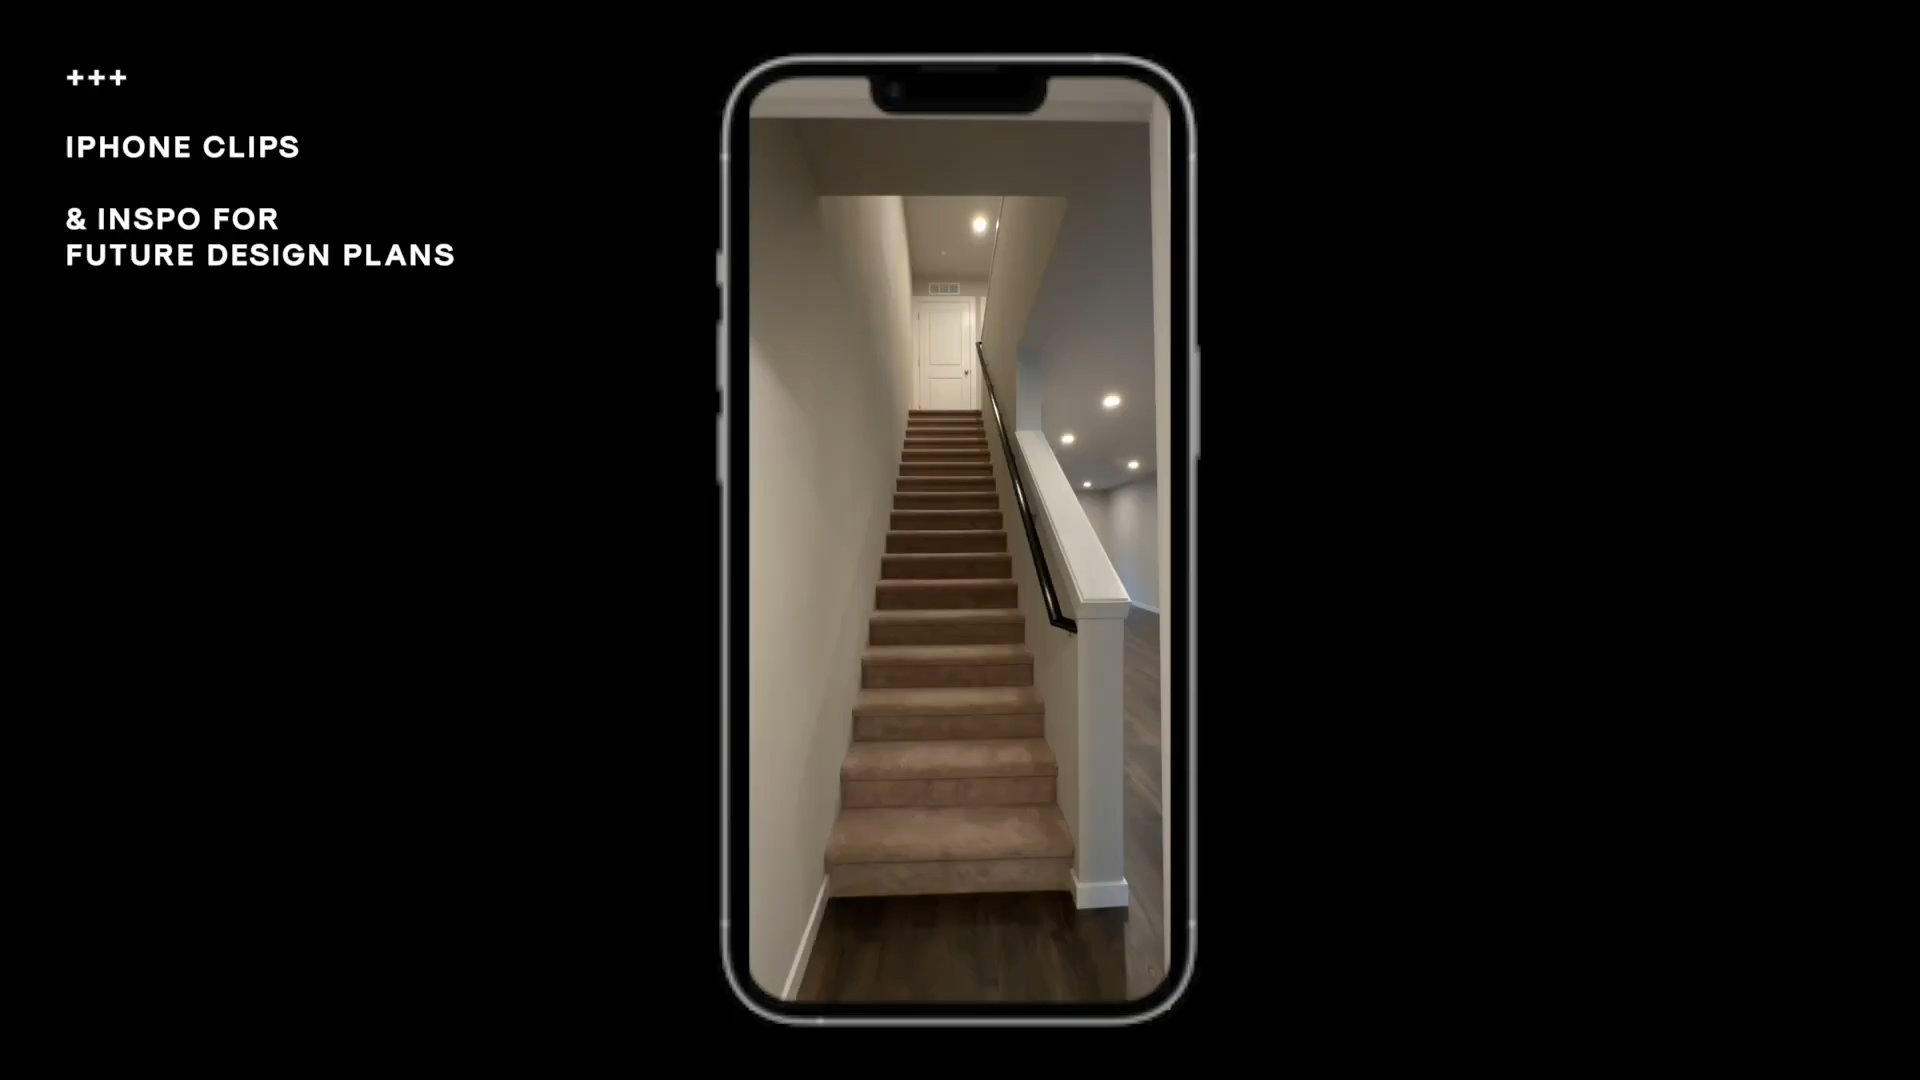 +++
IPHONE CLIPS
& INSPO FOR
FUTURE DESIGN PLANS